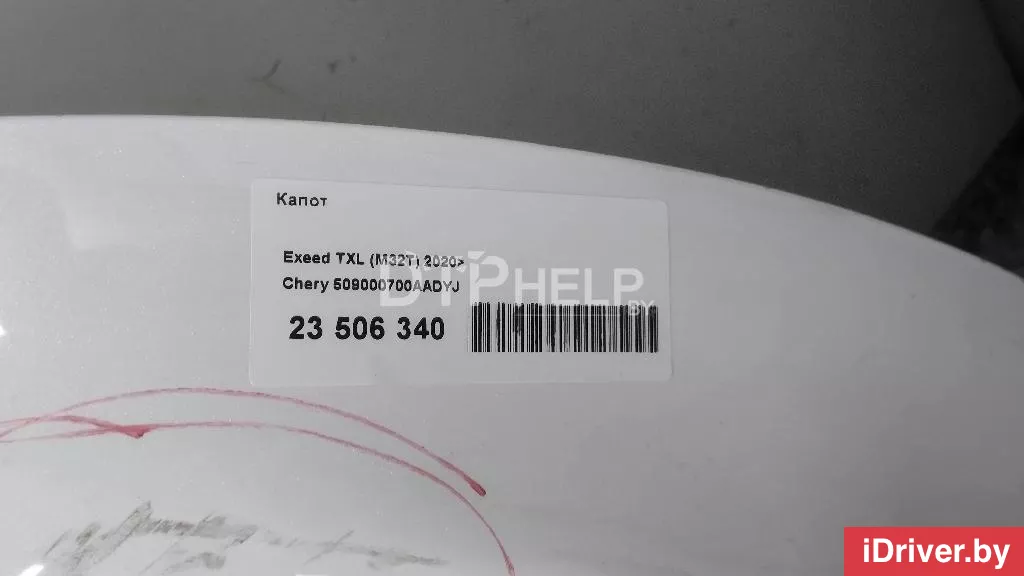 Капот
Exeed TXL (M32T) 2020>
Chery 509000700AADYJ
DTPHELP
BY
23 506 340
iDriver.by